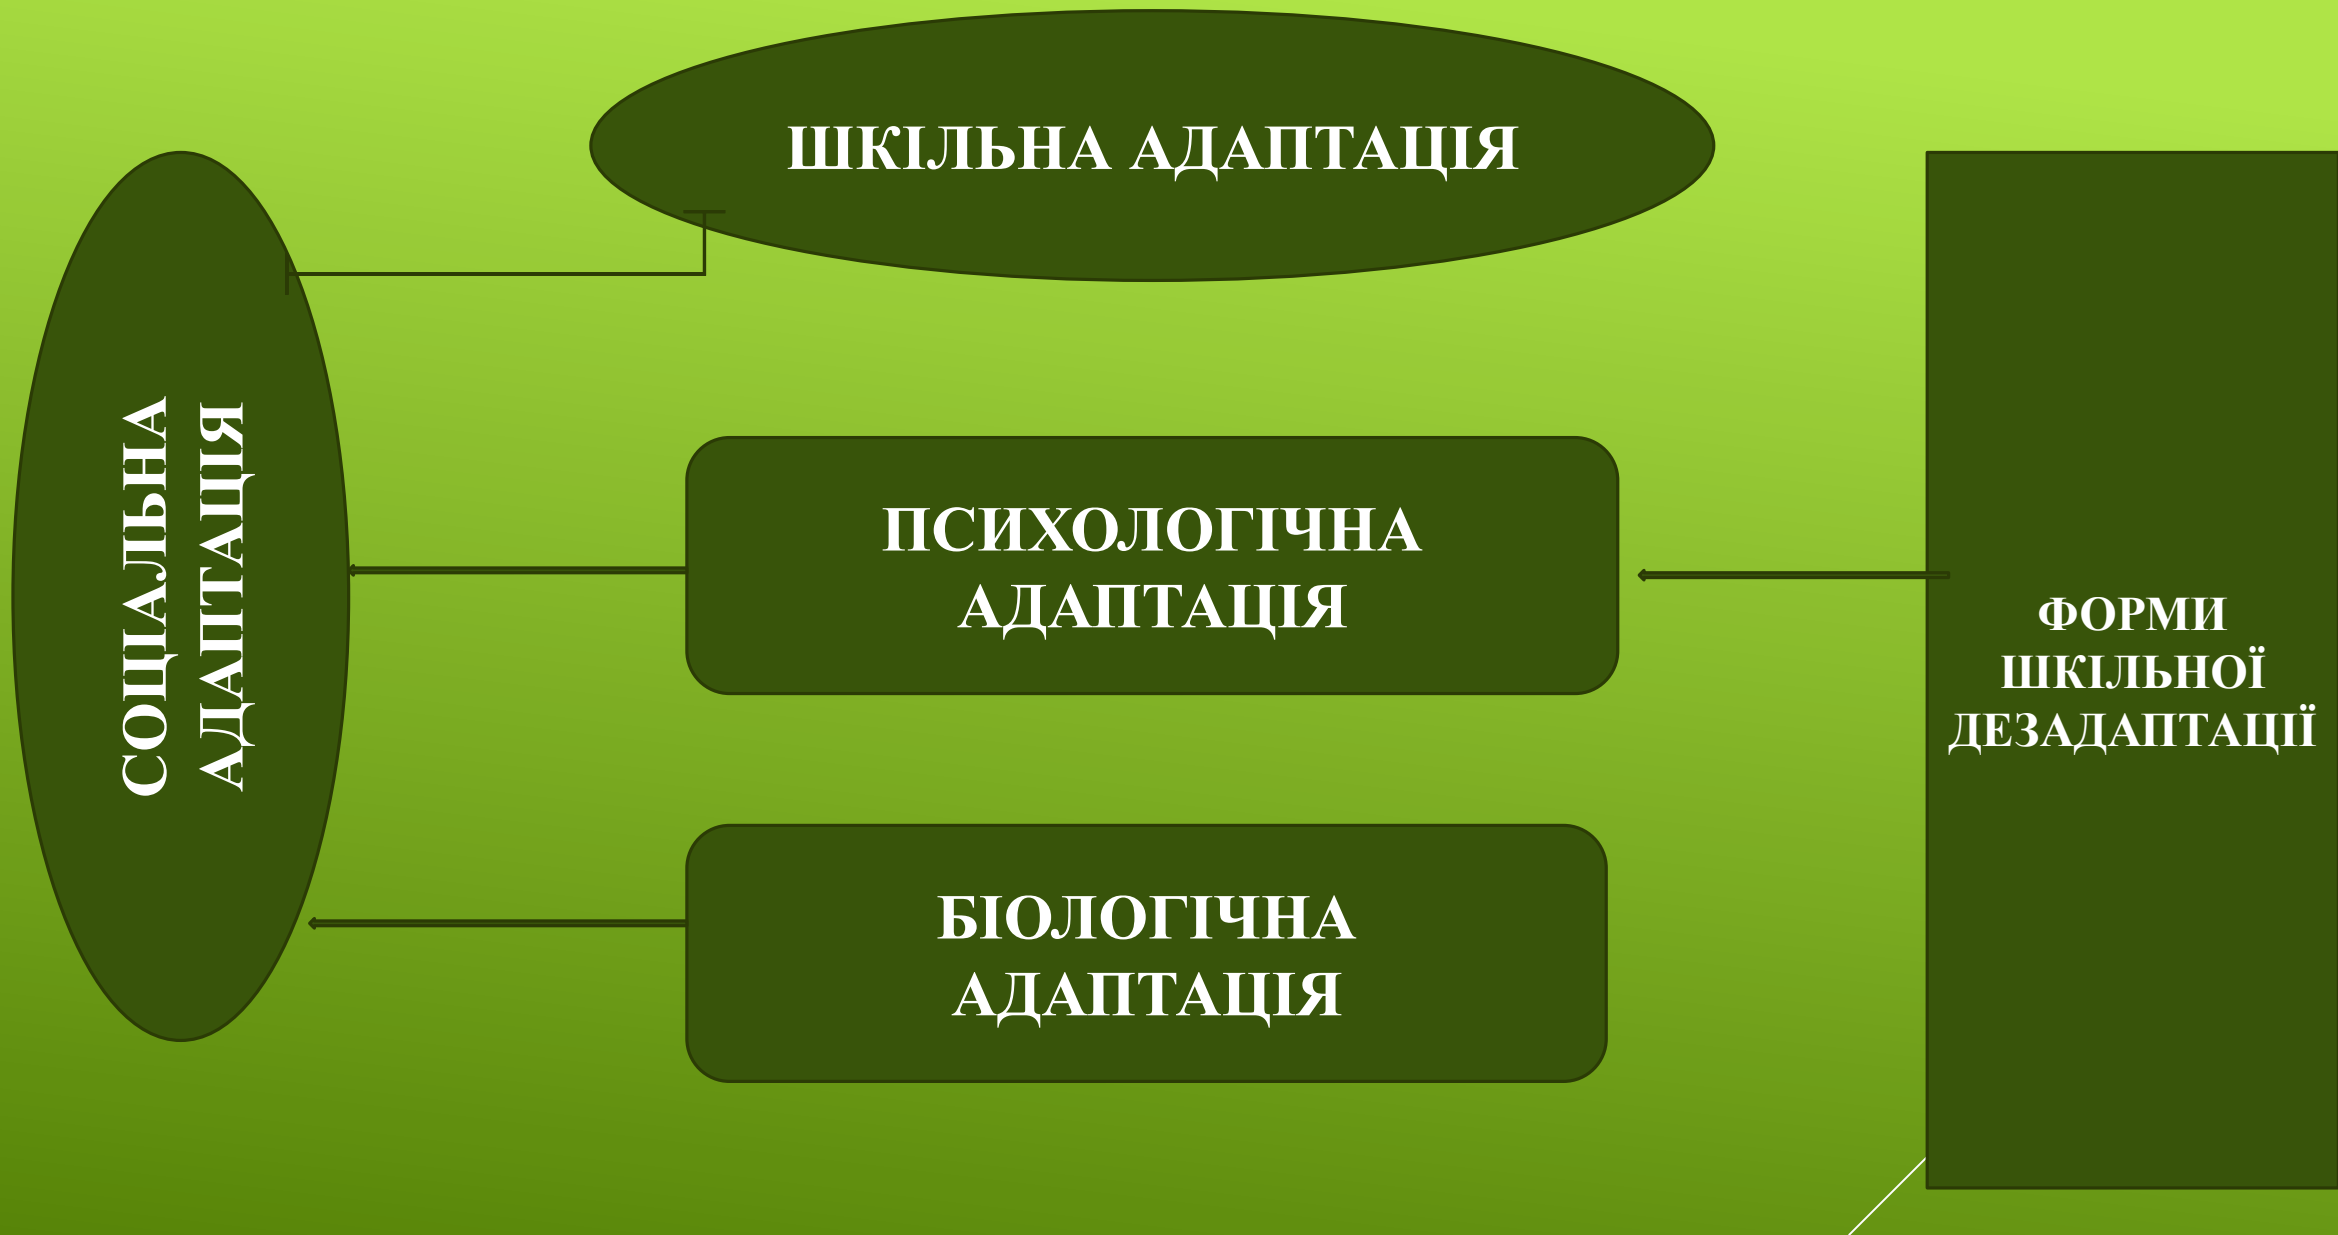 ШКІЛЬНА АДАПТАЦІЯ
СОЦІАЛЬНА
АДАПТАЦІЯ
ПСИХОЛОГІЧНА
АДАПТАЦІЯ
БІОЛОГІЧНА
АДАПТАЦІЯ
ФОРМИ
ШКІЛЬНОЇ
ДЕЗАДАПТАЦІЇ